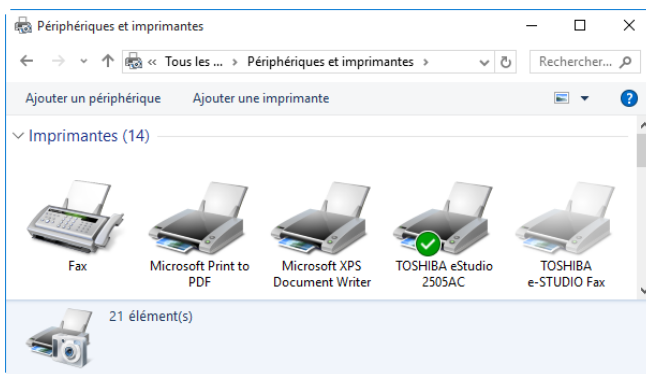 Périphériques et imprimantes
« Tous les ... › Périphériques et imprimantes ›
Rechercher...
Ajouter un périphérique Ajouter une imprimante
Imprimantes (14)
Fax
Microsoft Print to
PDF
Microsoft XPS
Document Writer
TOSHIBA eStudio
2505AC
TOSHIBA
e-STUDIO Fax
21 élément(s)